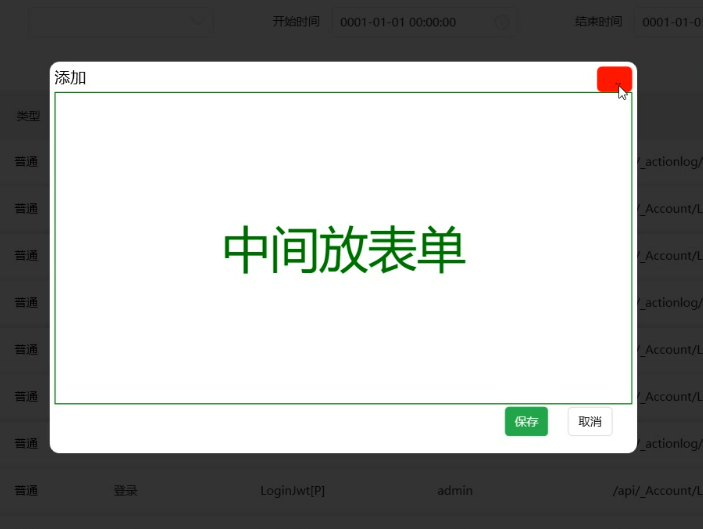 开始时间 0001-01-01 00:00:00 结束时间 0001-01-0
添加
类型
普通 /_actionlog/
普通 /_Account/L
普通 /_Account/L
中间放表单
普通 /_actionlog/
普通 /_Account/L
普通 /_Account/L
保存 取消
普通 /_actionlog/
普通 登录 LoginJwt[P] admin /api/_Account/L